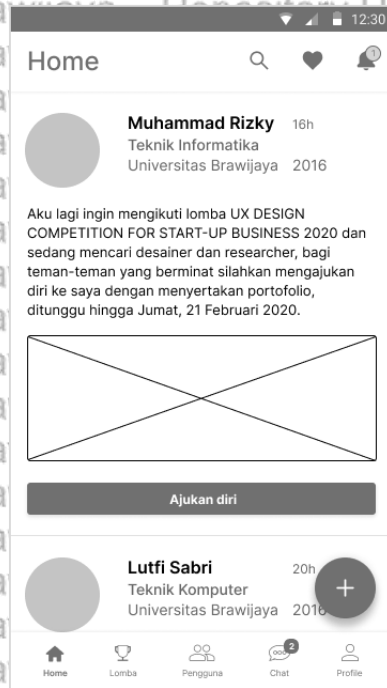 12:30
Home
1
Muhammad Rizky 16h
Teknik Informatika
Universitas Brawijaya 2016
Aku lagi ingin mengikuti lomba UX DESIGN
COMPETITION FOR START-UP BUSINESS 2020 dan
sedang mencari desainer dan researcher, bagi
teman-teman yang berminat silahkan mengajukan
diri ke saya dengan menyertakan portofolio,
ditunggu hingga Jumat, 21 Februari 2020.
Ajukan diri
Lutfi Sabri 20h
Teknik Komputer
Universitas Brawijaya 2016
2
Home Lomba Pengguna Chat Profile